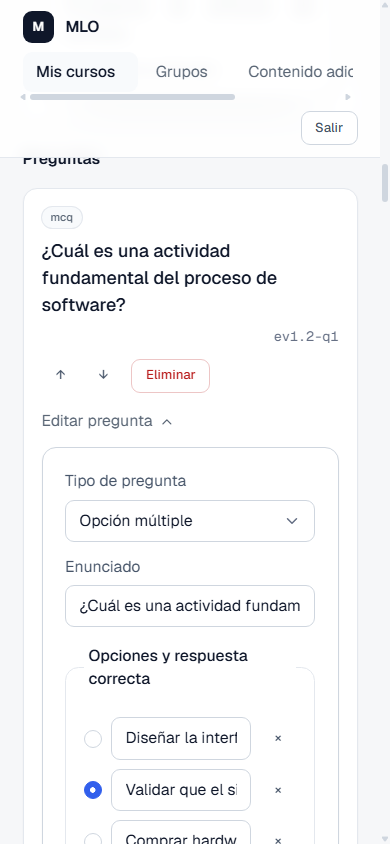 M MLO
Mis cursos Grupos Contenido adic
Salir
Preguntas
mcq
¿Cuál es una actividad
fundamental del proceso de
software?
ev1.2-q1
↑ ↓ Eliminar
Editar pregunta
Tipo de pregunta
Opción múltiple
Enunciado
¿Cuál es una actividad fundam
Opciones y respuesta
correcta
Diseñar la interf ×
Validar que el si ×
Comprar hardw ×